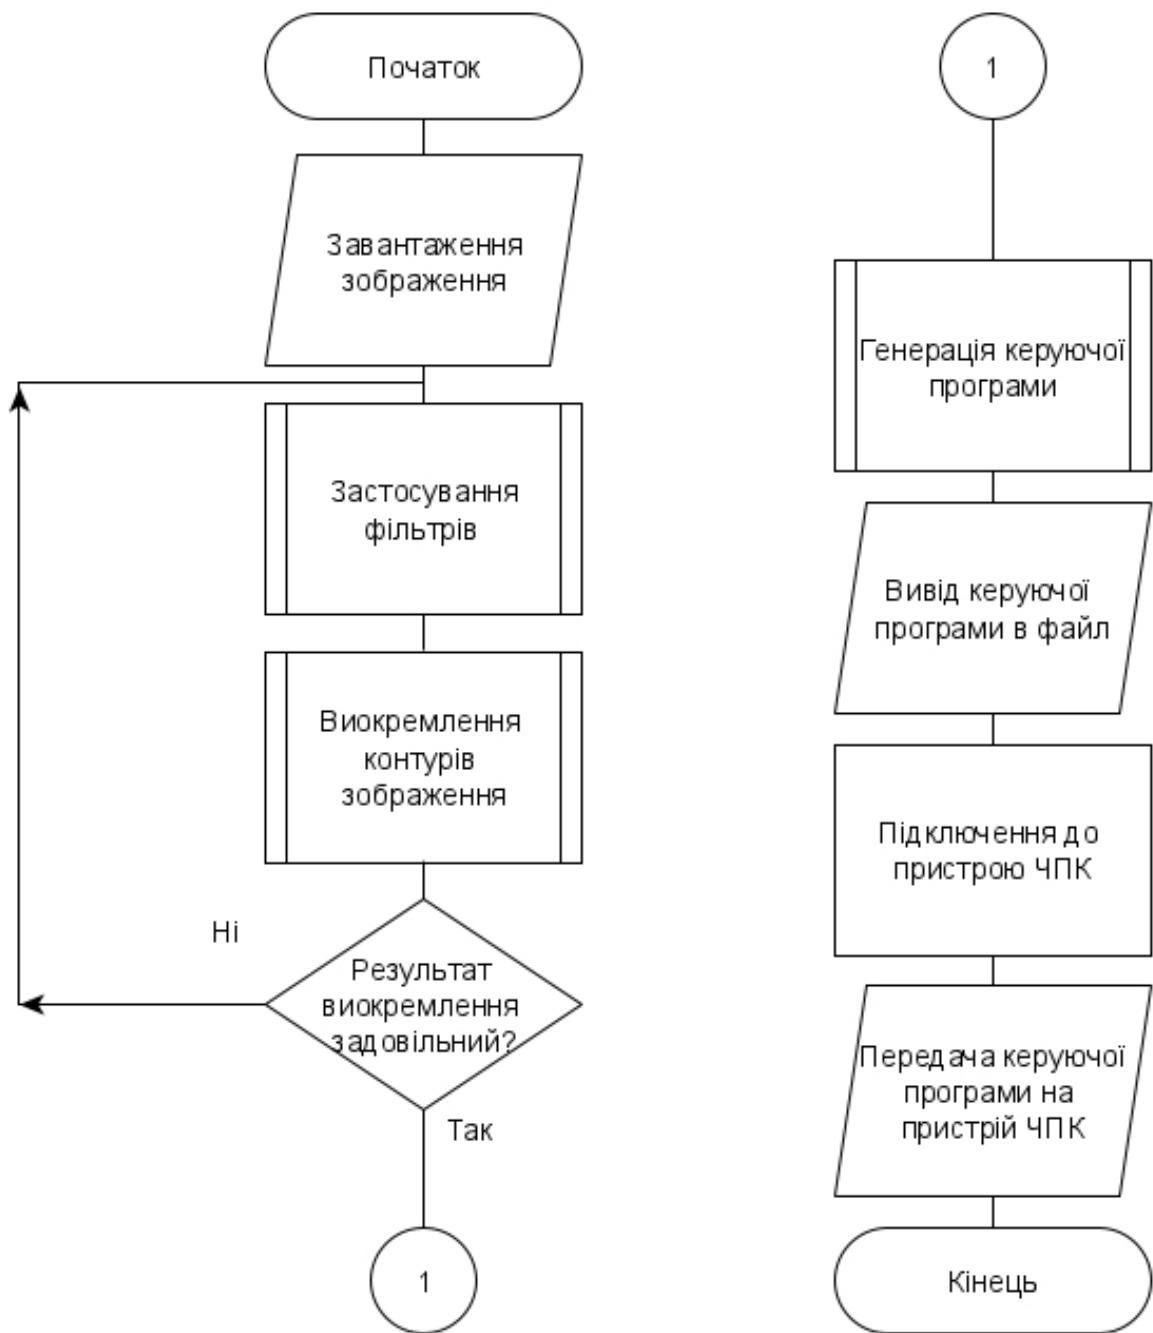 Початок
Завантаження
зображення
Застосування
фільтрів
Виокремлення
контурів
зображення
Ні
Результат
виокремлення
задовільний?
Так
1
1
Генерація керуючої
програми
Вивід керуючої
програми в файл
Підключення до
пристрою ЧПК
Передача керуючої
програми на
пристрій ЧПК
Кінець